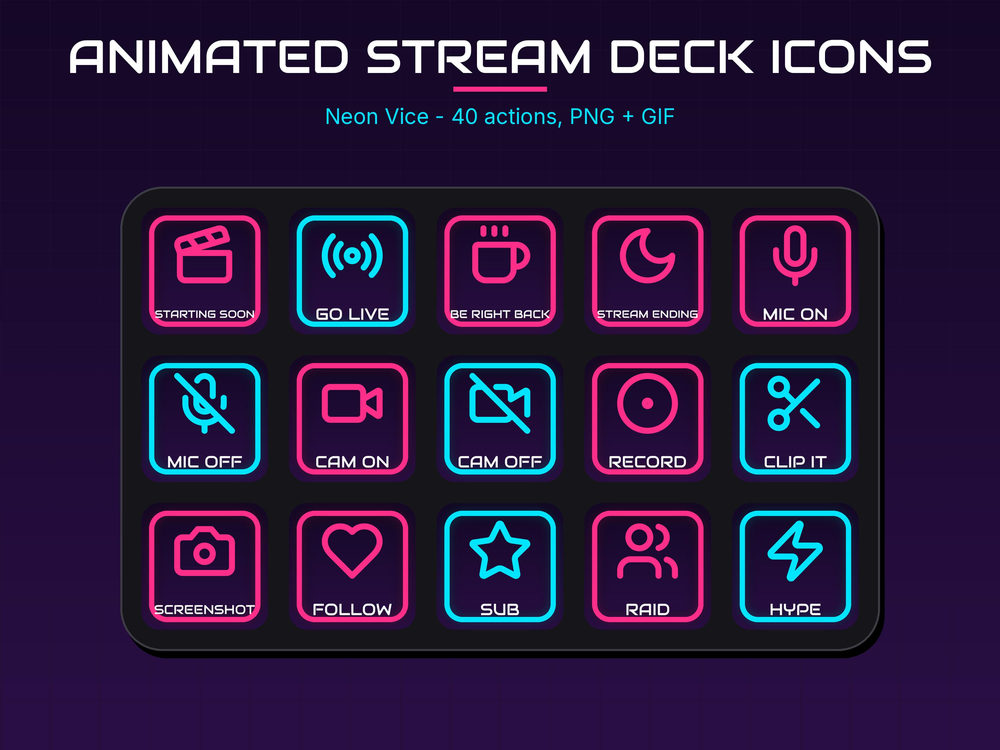 ANIMATED STREAM DECK ICONS
Neon Vice - 40 actions, PNG + GIF
STARTING SOON
GO LIVE
BE RIGHT BACK
STREAM ENDING
MIC ON
MIC OFF
CAM ON
CAM OFF
RECORD
CLIP IT
SCREENSHOT
FOLLOW
SUB
RAID
HYPE